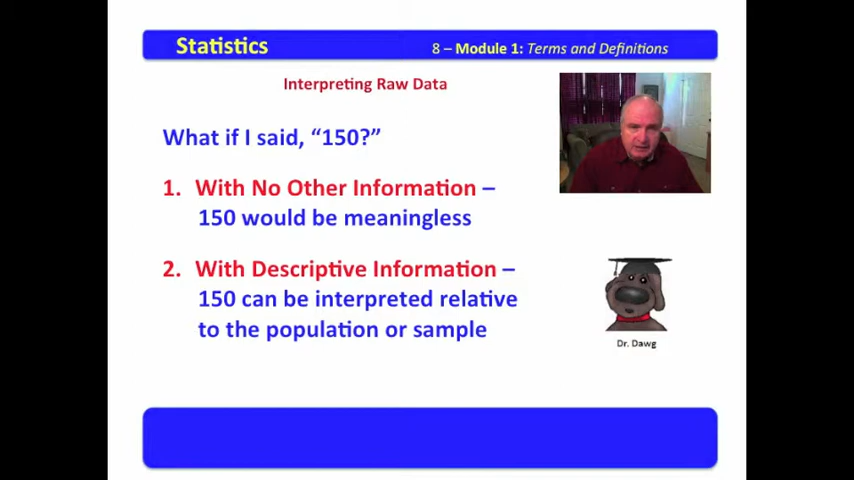 Statistics
8 – Module 1: Terms and Definitions
Interpreting Raw Data
What if I said, “150?”
1. With No Other Information –
150 would be meaningless
2. With Descriptive Information –
150 can be interpreted relative
to the population or sample
Dr. Dawg